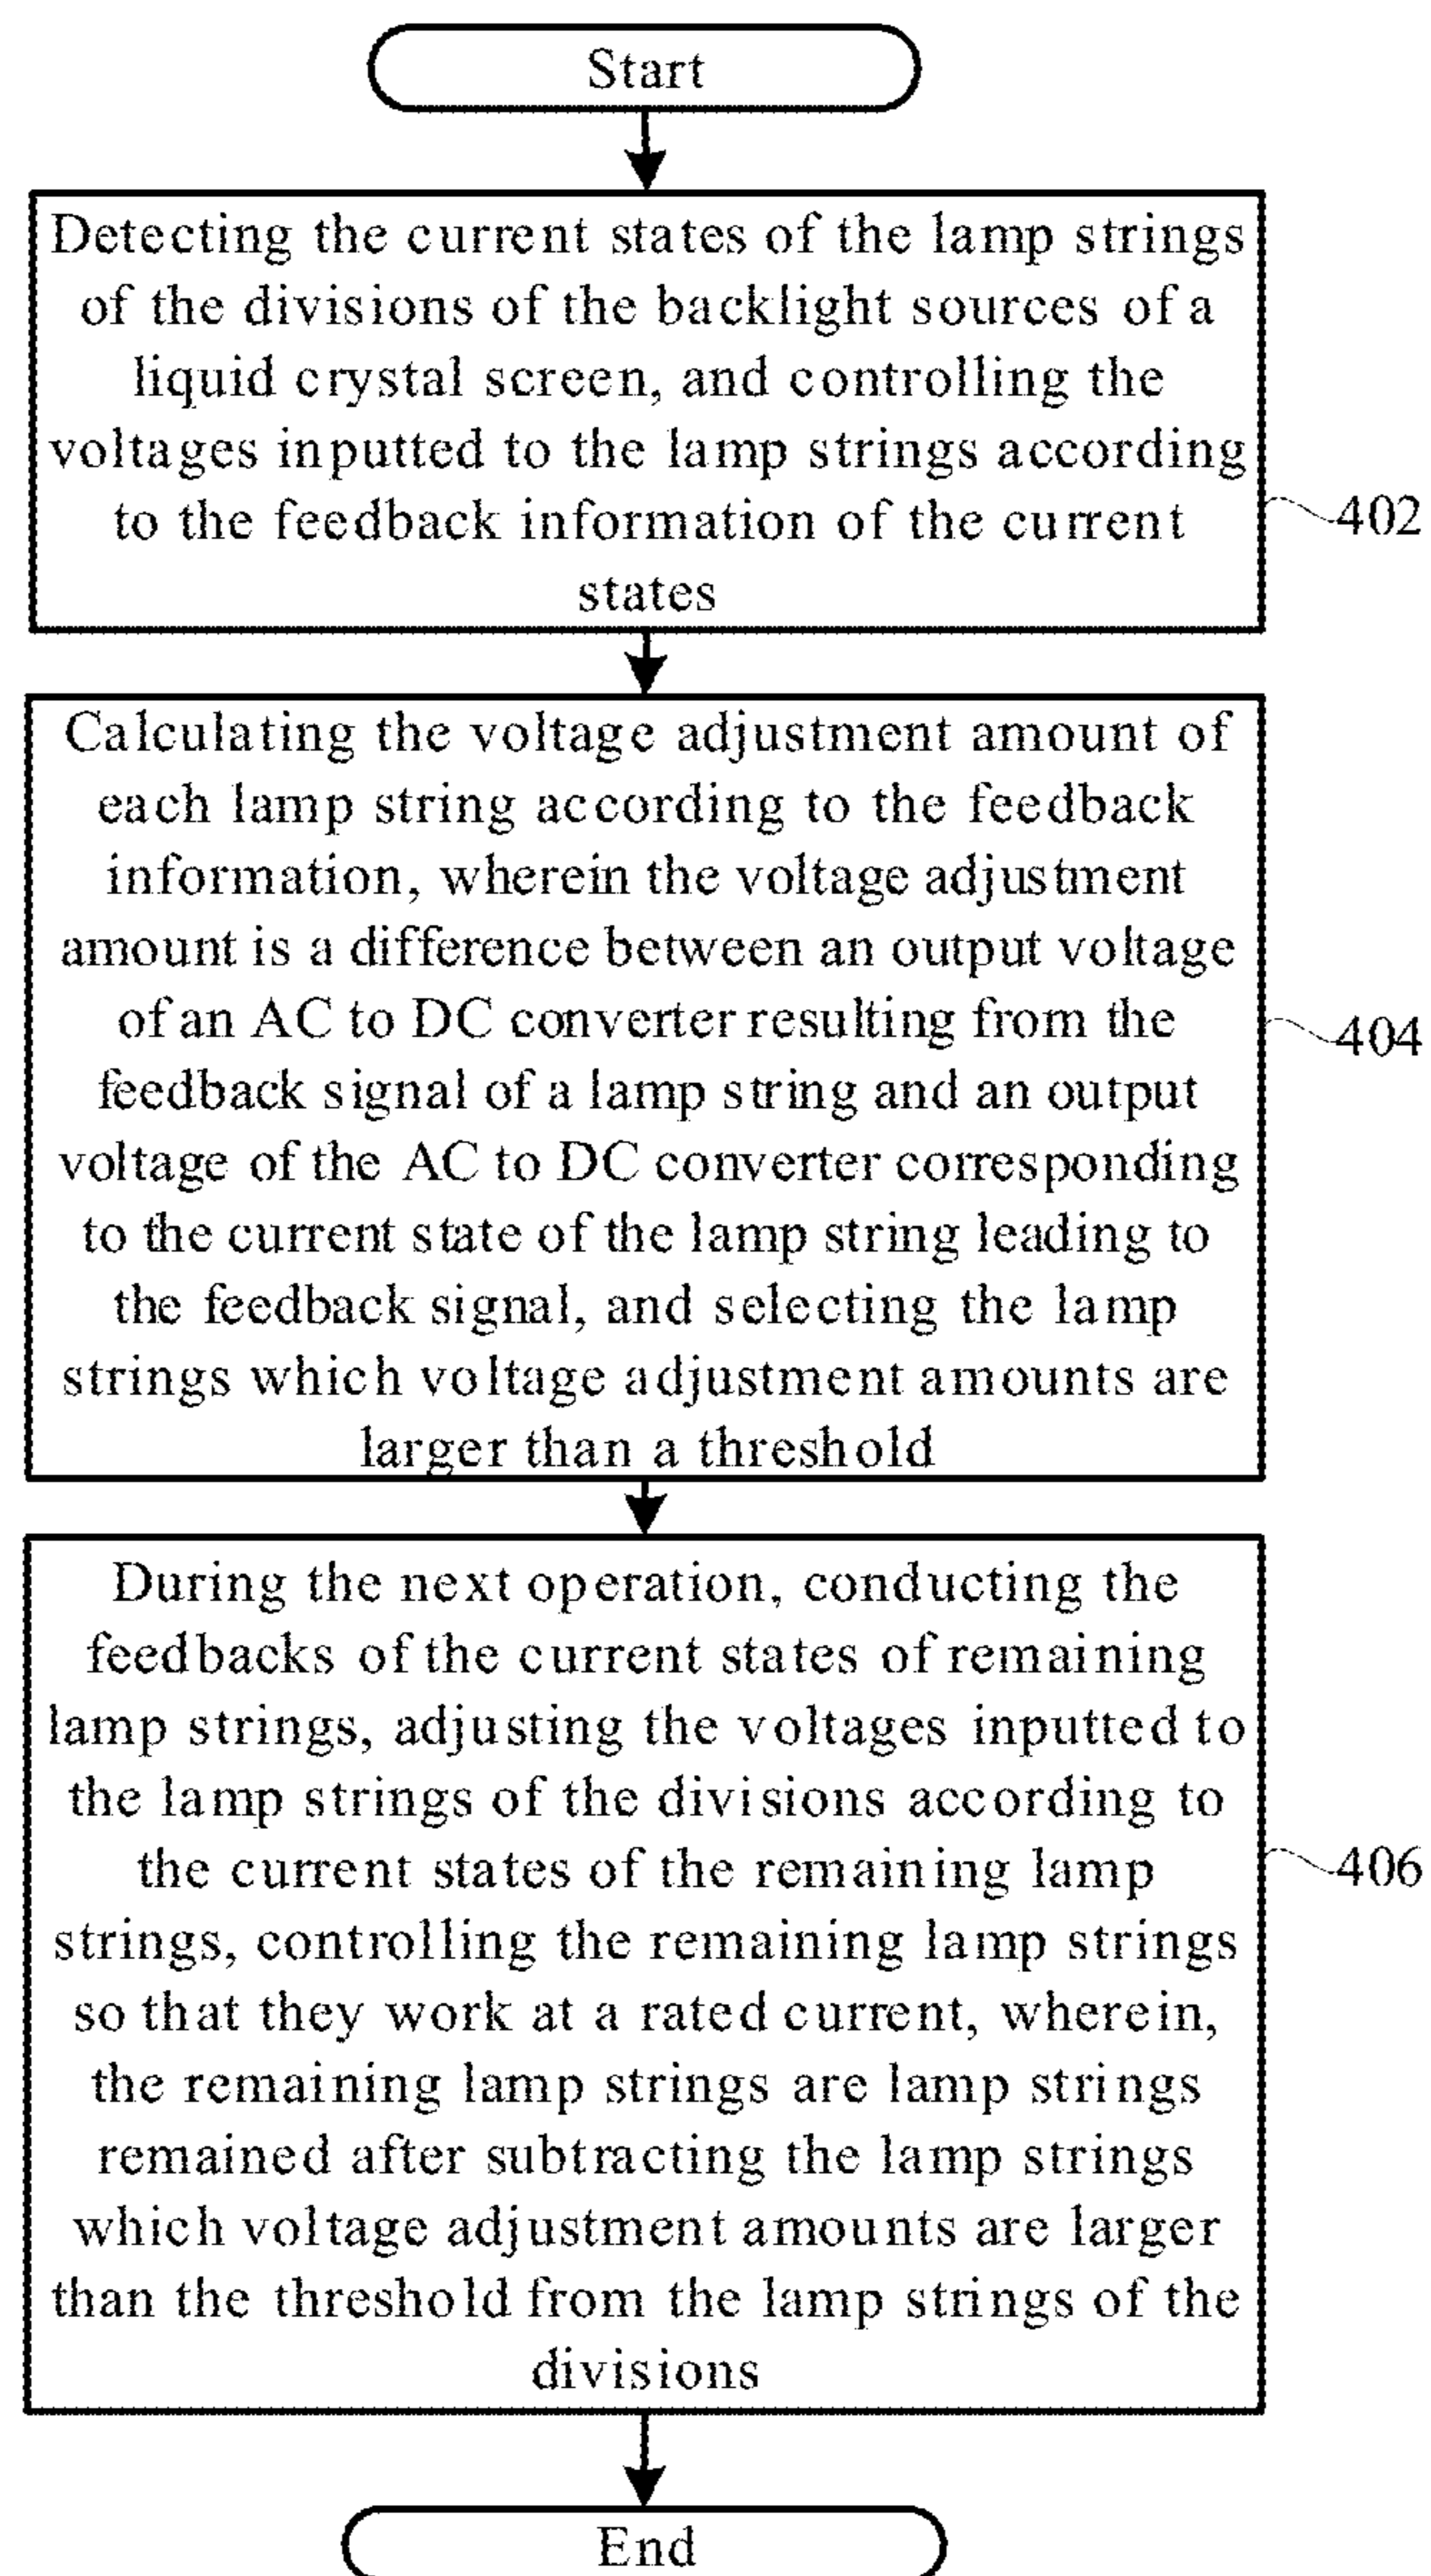 Start
Detecting the current states of the lamp strings
of the divisions of the backlight sources of a
liquid crystal screen, and controlling the
voltages inputted to the lamp strings according
to the feedback information of the current
states
402
Calculating the voltage adjustment amount of
each lamp string according to the feedback
information, wherein the voltage adjustment
amount is a difference between an output voltage
of an AC to DC converter resulting from the
feedback signal of a lamp string and an output
voltage of the AC to DC converter corresponding
to the current state of the lamp string leading to
the feedback signal, and selecting the lamp
strings which voltage adjustment amounts are
larger than a threshold
404
During the next operation, conducting the
feedbacks of the current states of remaining
lamp strings, adjusting the voltages inputted to
the lamp strings of the divisions according to
the current states of the remaining lamp
strings, controlling the remaining lamp strings
so that they work at a rated current, wherein,
the remaining lamp strings are lamp strings
remained after subtracting the lamp strings
which voltage adjustment amounts are larger
than the threshold from the lamp strings of the
divisions
406
End